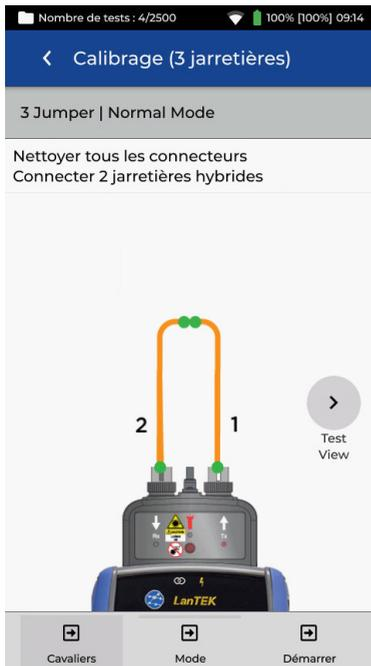 Nombre de tests : 4/2500 100% [100%] 09:14
Calibrage (3 jarretières)
3 Jumper | Normal Mode
Nettoyer tous les connecteurs
Connecter 2 jarretières hybrides
2 1
Test
View
Rx Tx
LanTEK
Cavaliers Mode Démarrer